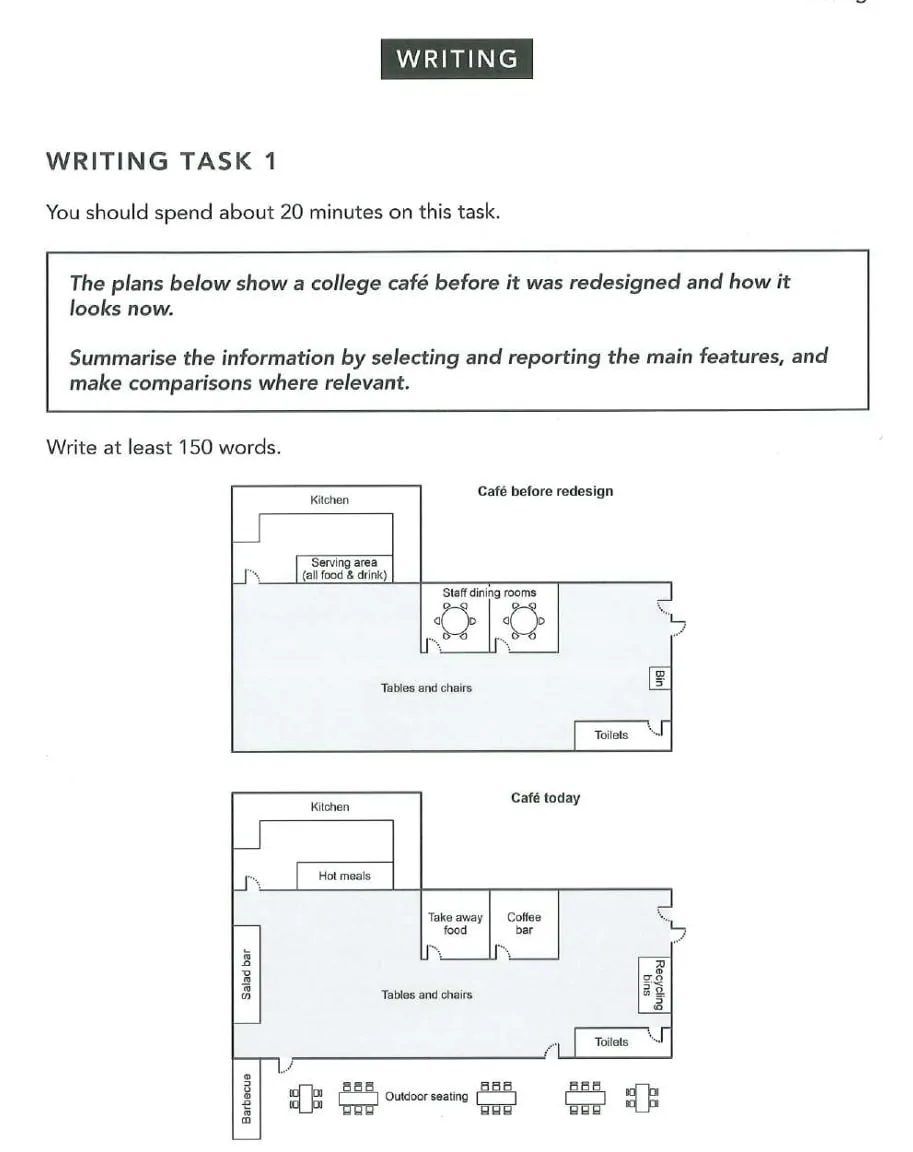 WRITING
WRITING TASK 1
You should spend about 20 minutes on this task.
The plans below show a college café before it was redesigned and how it
looks now.
Summarise the information by selecting and reporting the main features, and
make comparisons where relevant.
Write at least 150 words.
Café before redesign
Kitchen
Serving area
(all food & drink)
Staff dining rooms
Bin
Tables and chairs
Toilets
Café today
Kitchen
Hot meals
Take away
food
Coffee
bar
Salad bar
Recycling
bins
Tables and chairs
Toilets
Barbecue
Outdoor seating